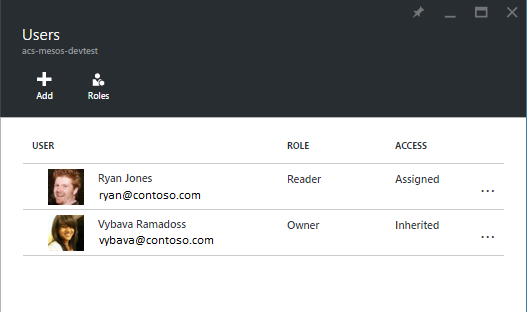 Users
acs-mesos-devtest
Add Roles
USER ROLE ACCESS
Ryan Jones Reader Assigned
ryan@contoso.com ...
Vybava Ramadoss Owner Inherited
vybava@contoso.com ...